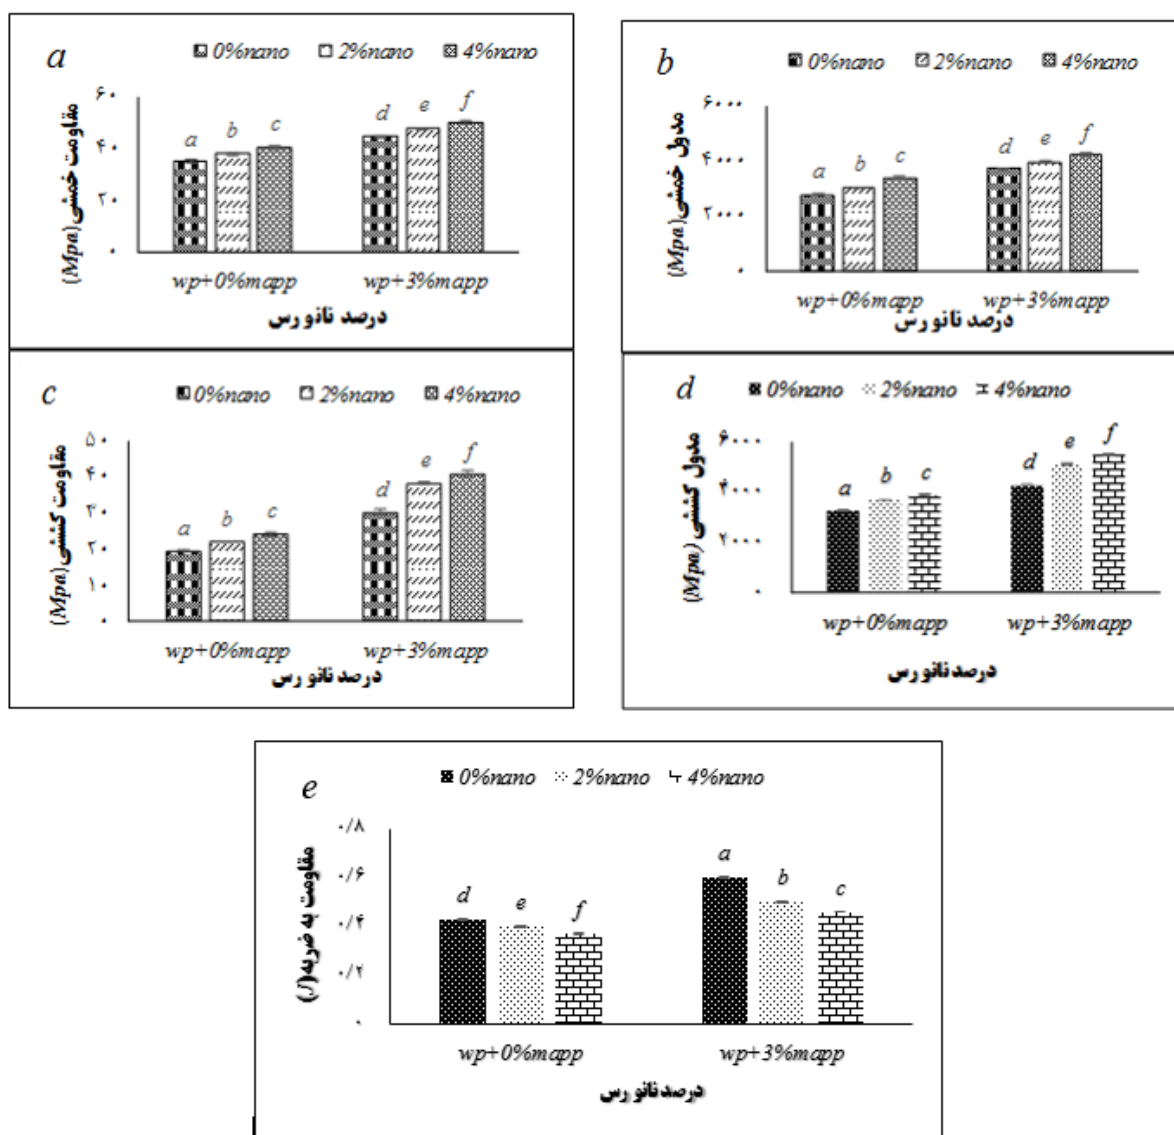 a
0%nano 2%nano 4%nano
مقاومت خمشی(Mpa)
۶۰
۴۰
۲۰
۰
a b c d e f
wp+0%mapp wp+3%mapp
درصد نانو رس
b
0%nano 2%nano 4%nano
مدول خمشی(Mpa)
۶۰۰۰
۴۰۰۰
۲۰۰۰
۰
a b c d e f
wp+0%mapp wp+3%mapp
درصد نانو رس
c
0%nano 2%nano 4%nano
مقاومت کششی(Mpa)
۵۰
۴۰
۳۰
۲۰
۱۰
۰
a b c d e f
wp+0%mapp wp+3%mapp
درصد نانو رس
d
0%nano 2%nano 4%nano
مدول کششی (Mpa)
۶۰۰۰
۴۰۰۰
۲۰۰۰
۰
a b c d e f
wp+0%mapp wp+3%mapp
درصد نانو رس
e
0%nano 2%nano 4%nano
مقاومت به ضربه(J)
۰/۸
۰/۶
۰/۴
۰/۲
۰
d e f a b c
wp+0%mapp wp+3%mapp
درصد نانو رس